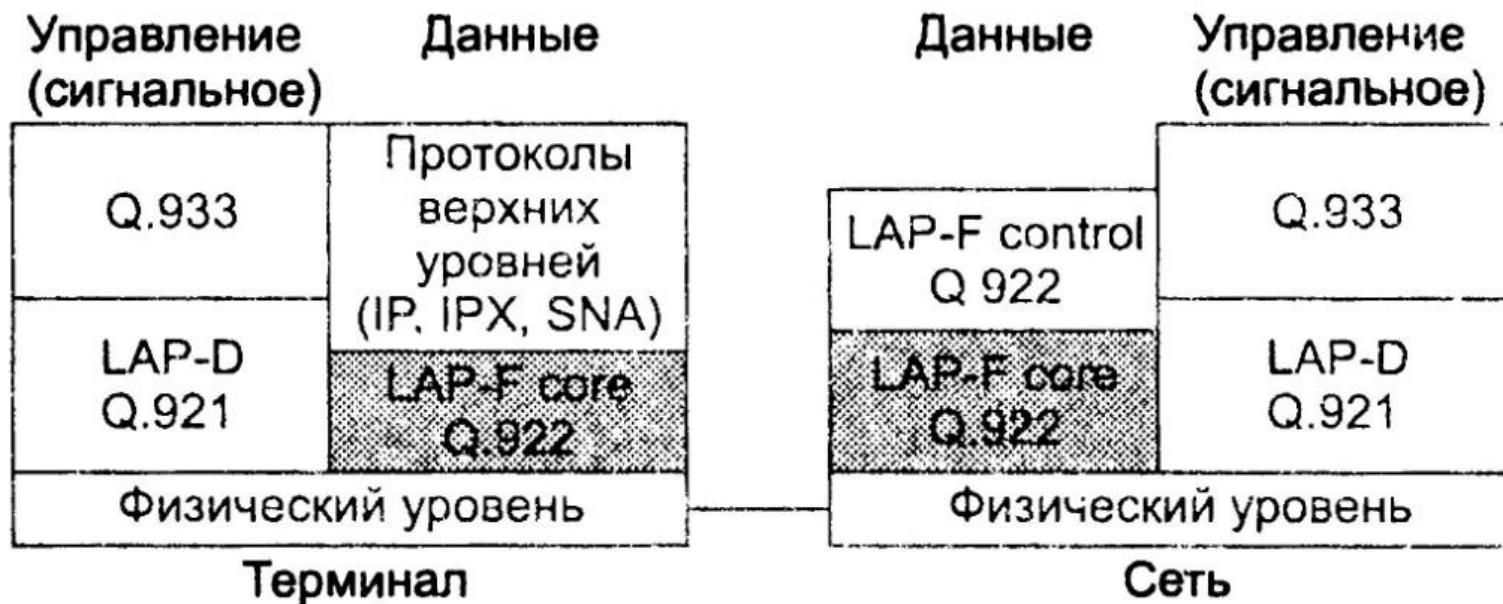 Управление
(сигнальное)
Данные
Данные
Управление
(сигнальное)
Q.933
Протоколы
верхних
уровней
(IP, IPX, SNA)
LAP-D
Q.921
LAP-F core
Q.922
LAP-F control
Q 922
LAP-F core
Q.922
Q.933
LAP-D
Q.921
Физический уровень
Физический уровень
Терминал
Сеть